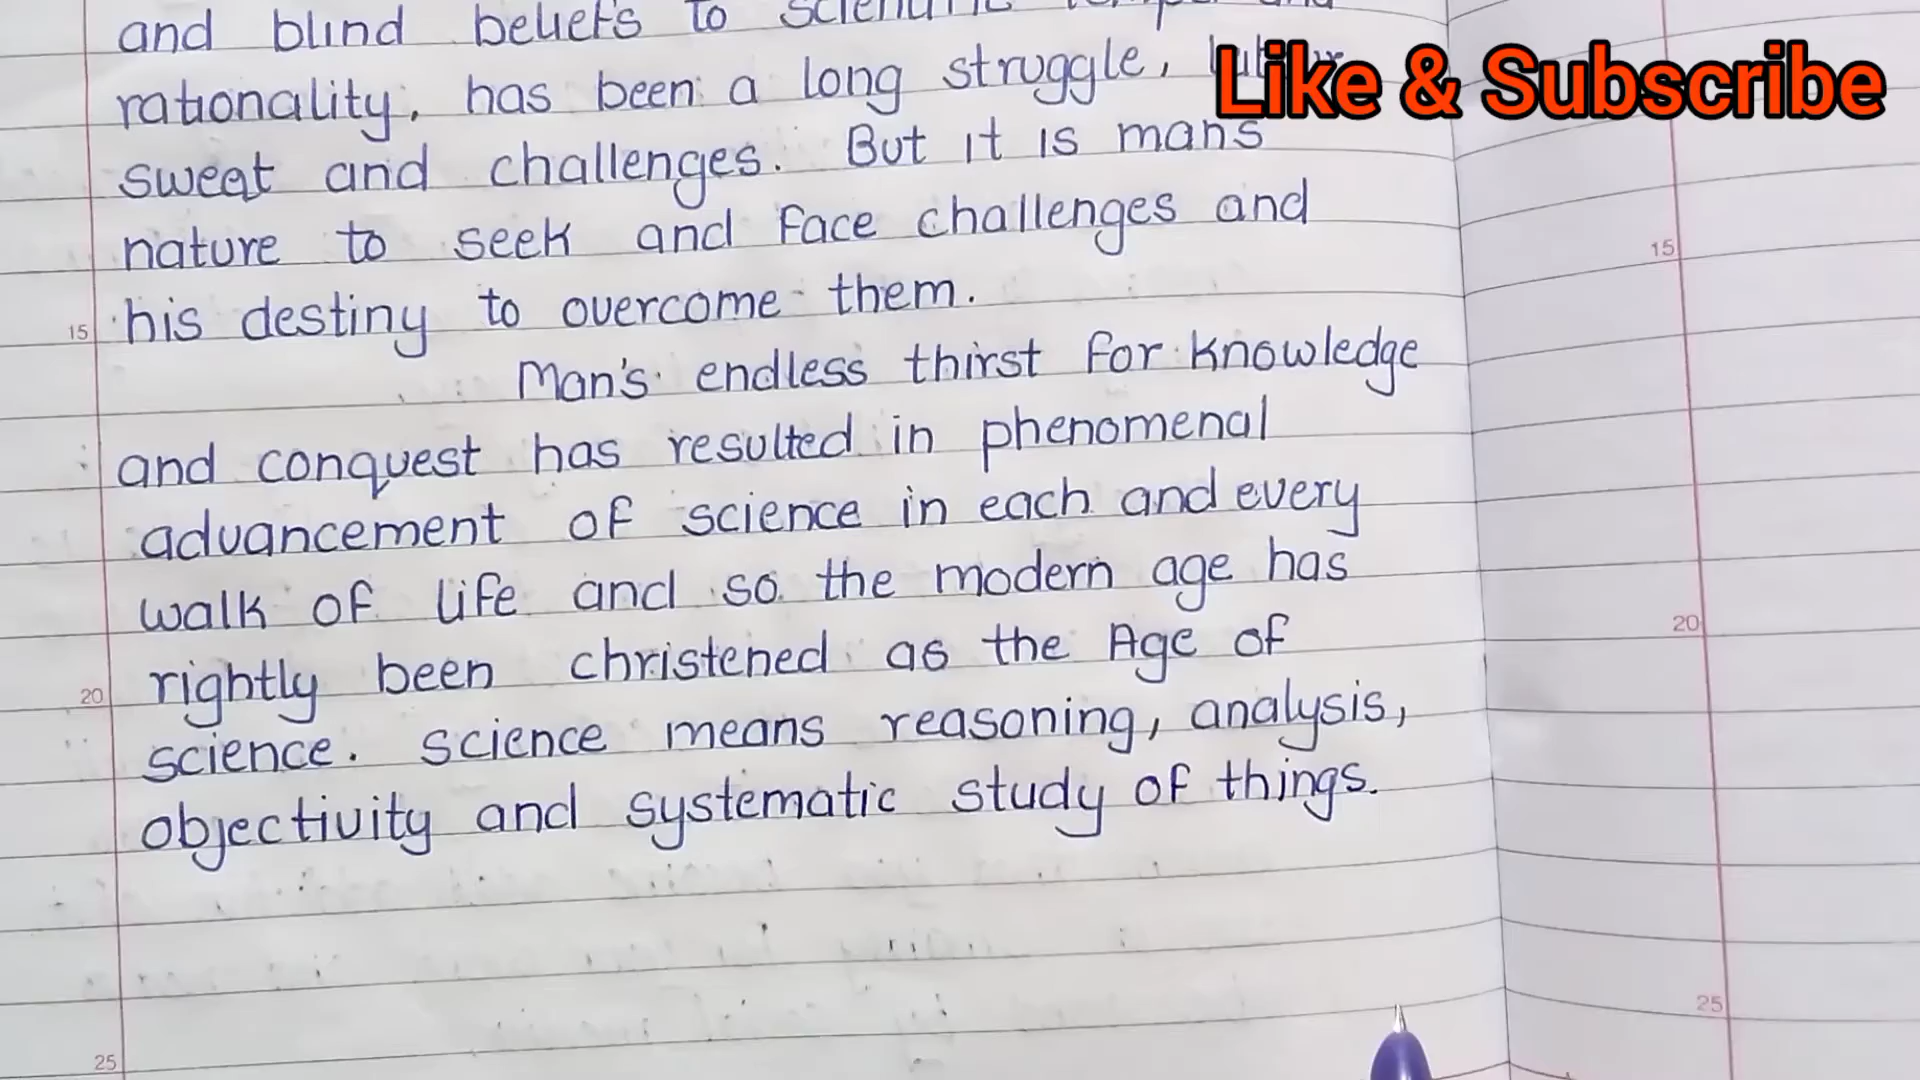 and blind beliefs to scientific temper and
rationality, has been a long struggle,
Like & Subscribe
sweat and challenges. But it is mans
nature to seek and face challenges and
15
his destiny to overcome them.
15
Man's endless thirst for knowledge
and conquest has resulted in phenomenal
advancement of science in each and every
walk of life and so the modern age has
20
rightly been christened as the Age of
20
science. science means reasoning, analysis,
objectivity and systematic study of things.
25
25